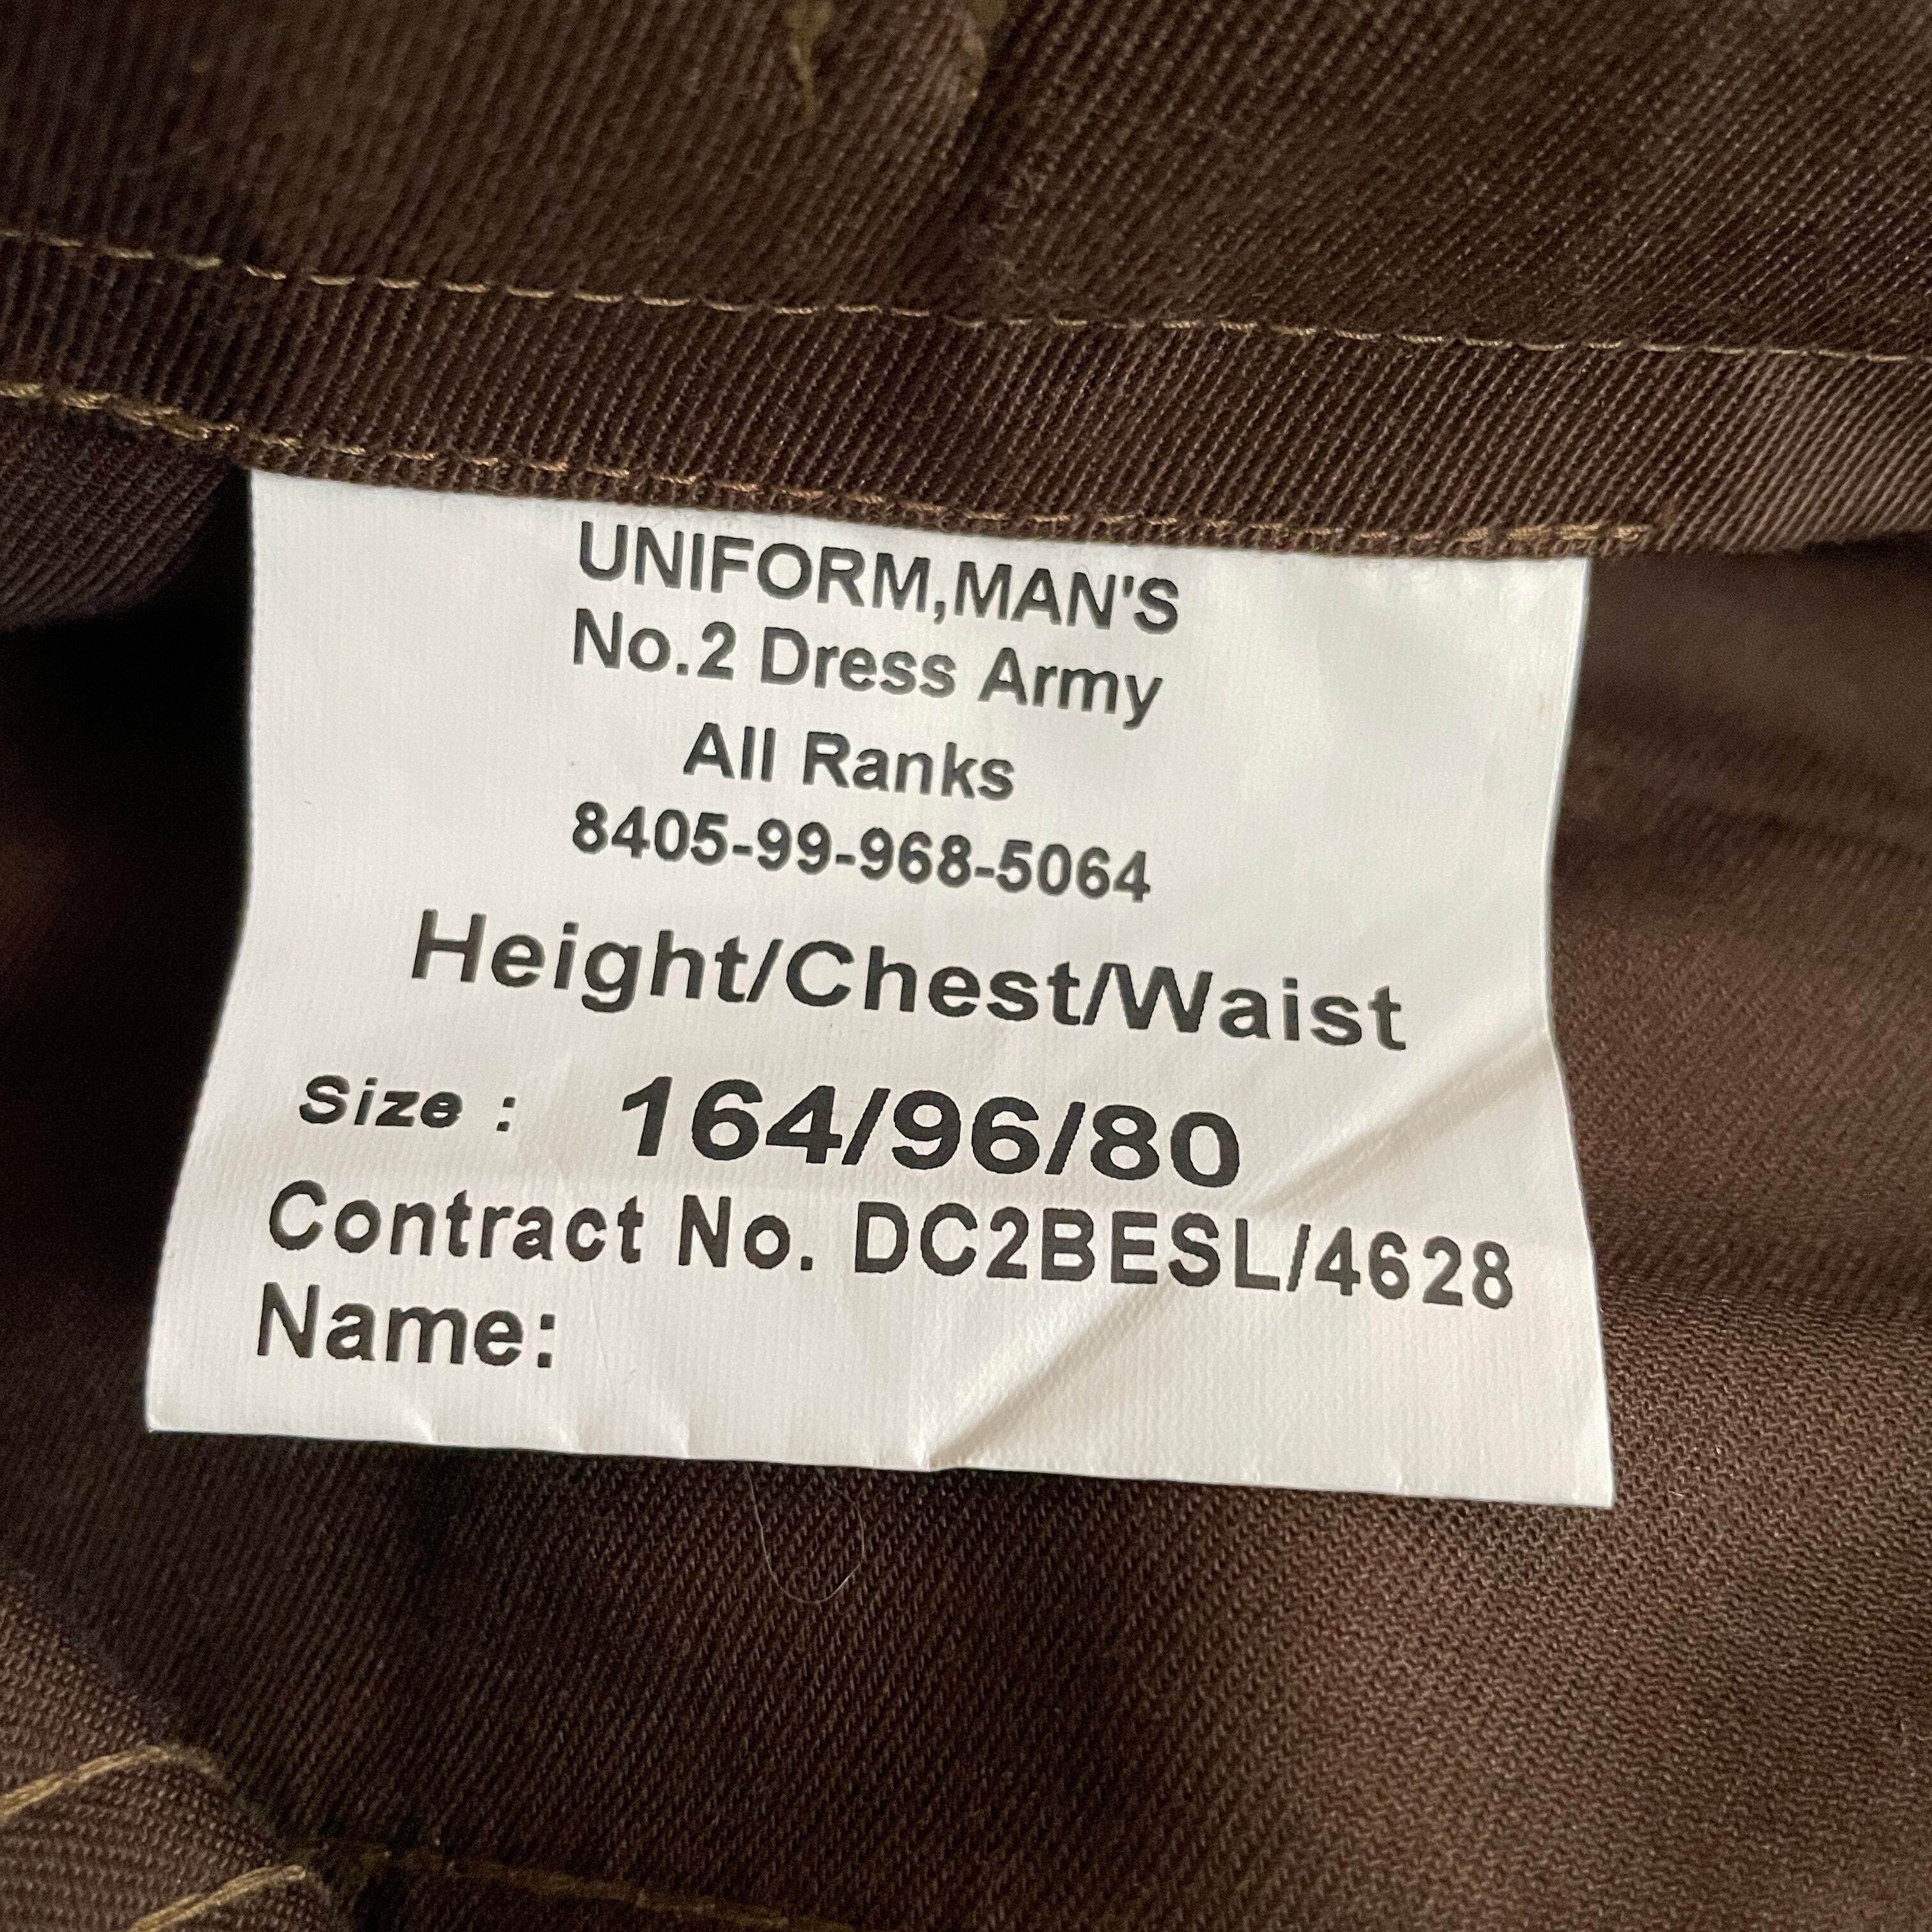 UNIFORM,MAN'S
No.2 Dress Army
All Ranks
8405-99-968-5064
Height/Chest/Waist
Size : 164/96/80
Contract No. DC2BESL/4628
Name: